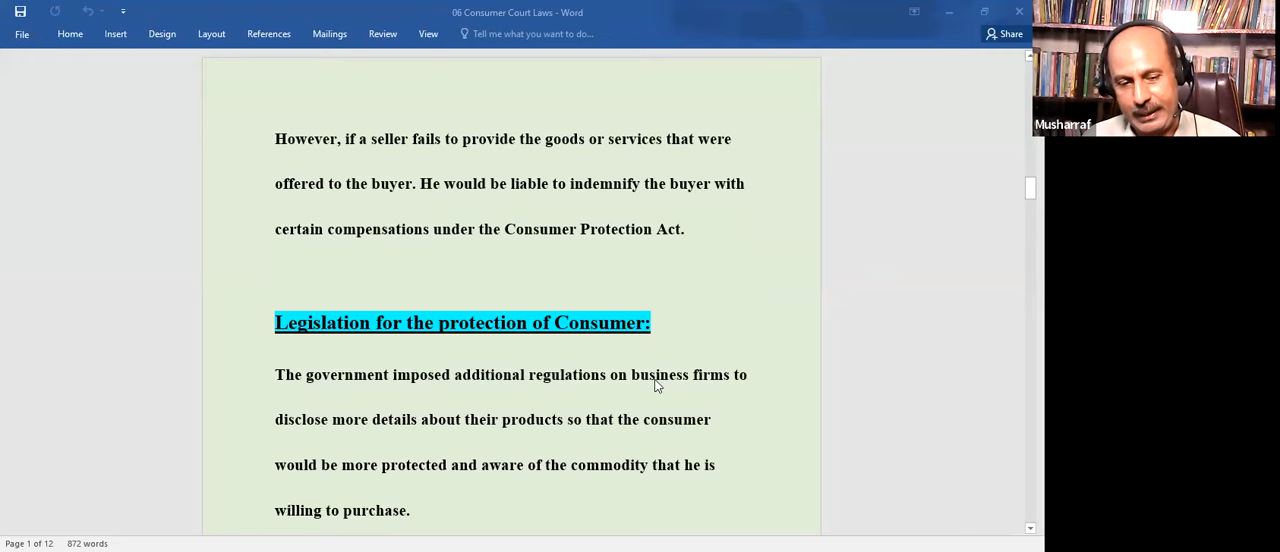 06 Consumer Court Laws - Word
File Home Insert Design Layout References Mailings Review View Tell me what you want to do... Share
Musharraf
However, if a seller fails to provide the goods or services that were
offered to the buyer. He would be liable to indemnify the buyer with
certain compensations under the Consumer Protection Act.
Legislation for the protection of Consumer:
The government imposed additional regulations on business firms to
disclose more details about their products so that the consumer
would be more protected and aware of the commodity that he is
willing to purchase.
Page 1 of 12 872 words